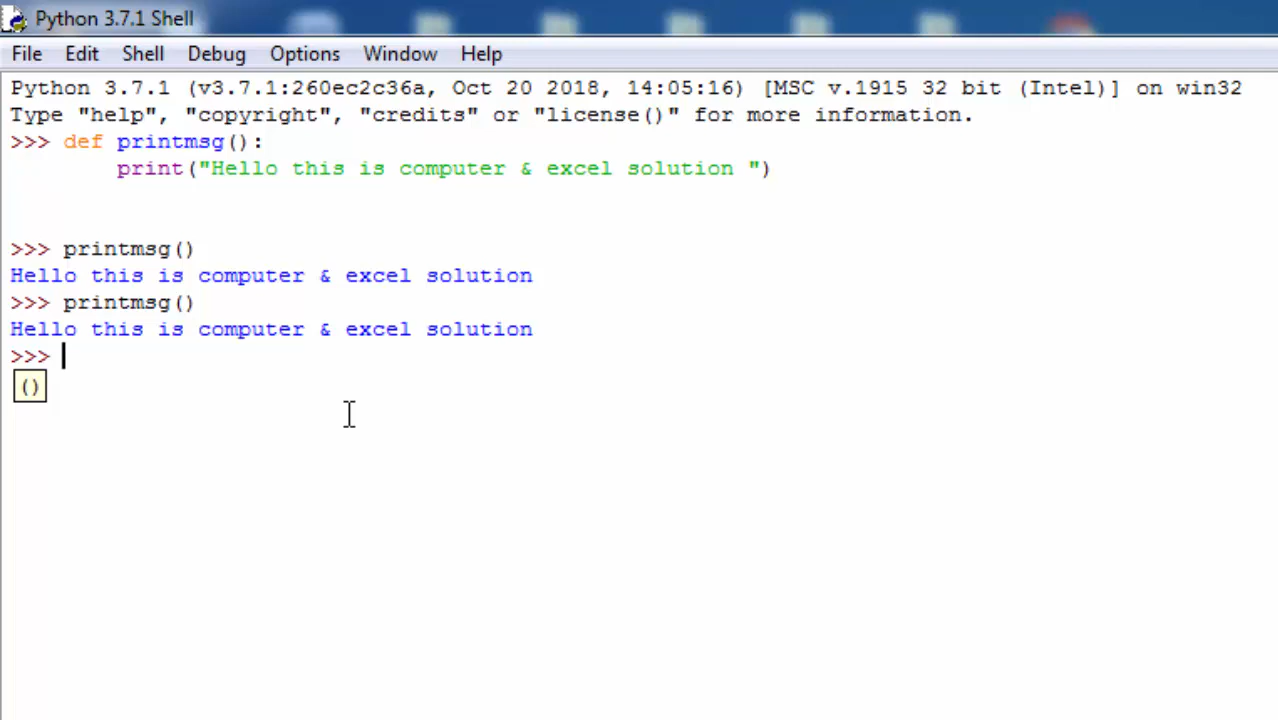 Python 3.7.1 Shell
File Edit Shell Debug Options Window Help
Python 3.7.1 (v3.7.1:260ec2c36a, Oct 20 2018, 14:05:16) [MSC v.1915 32 bit (Intel)] on win32
Type "help", "copyright", "credits" or "license()" for more information.
>>> def printmsg():
        print("Hello this is computer & excel solution ")
>>> printmsg()
Hello this is computer & excel solution
>>> printmsg()
Hello this is computer & excel solution
>>>
()